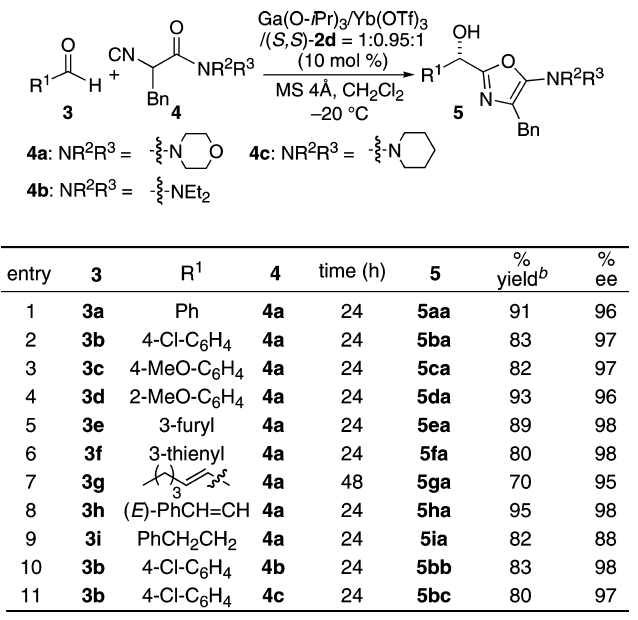 Ga(O-iPr)3/Yb(OTf)3
/(S,S)-2d = 1:0.95:1
(10 mol %)
MS 4Å, CH2Cl2
–20 °C
R1 O H
3
+
CN O NR2R3
Bn
4
OH
R1 O N NR2R3
Bn
5
4a: NR2R3 = N O
4c: NR2R3 = N
4b: NR2R3 = NEt2
entry 3 R1 4 time (h) 5 % yieldb % ee
1 3a Ph 4a 24 5aa 91 96
2 3b 4-Cl-C6H4 4a 24 5ba 83 97
3 3c 4-MeO-C6H4 4a 24 5ca 82 97
4 3d 2-MeO-C6H4 4a 24 5da 93 96
5 3e 3-furyl 4a 24 5ea 89 98
6 3f 3-thienyl 4a 24 5fa 80 98
7 3g ( )3 4a 48 5ga 70 95
8 3h (E)-PhCH=CH 4a 24 5ha 95 98
9 3i PhCH2CH2 4a 24 5ia 82 88
10 3b 4-Cl-C6H4 4b 24 5bb 83 98
11 3b 4-Cl-C6H4 4c 24 5bc 80 97